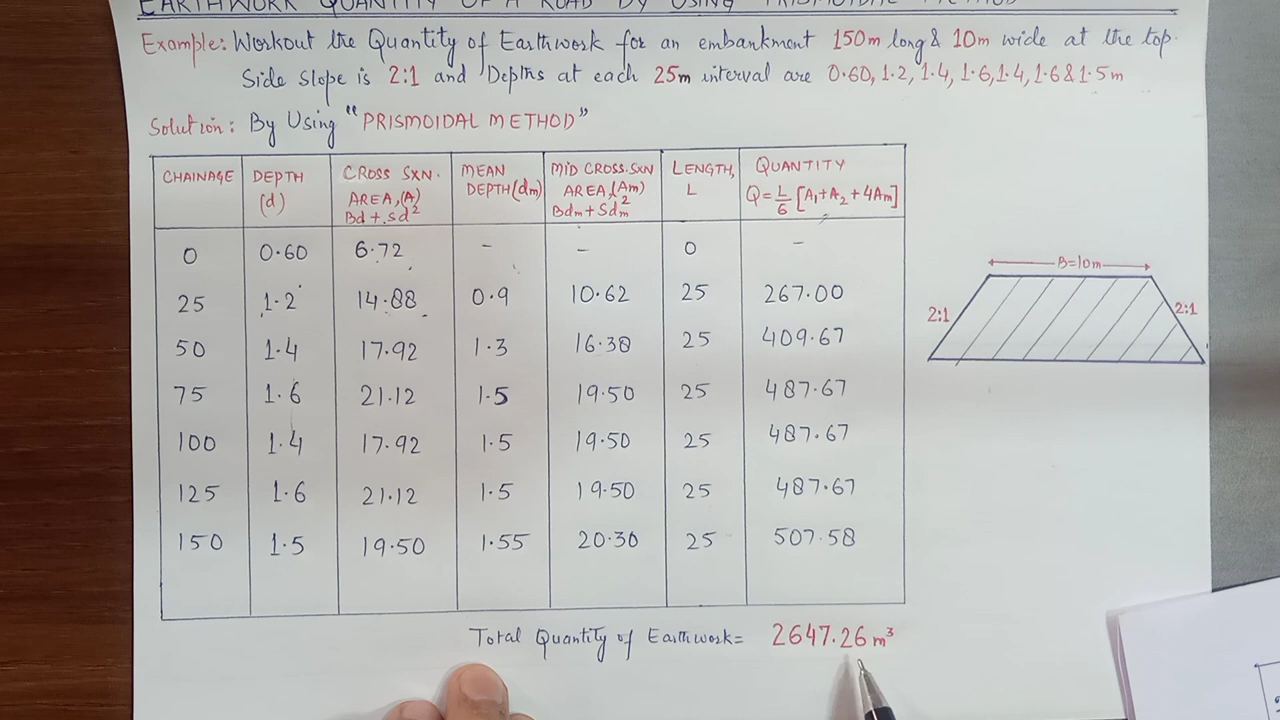 EARTHWORK QUANTITY OF A ROAD BY USING PRISMOIDAL METHOD
Example: Workout the Quantity of Earthwork for an embankment 150m long & 10m wide at the top.
Side Slope is 2:1 and Depths at each 25m interval are 0.60, 1.2, 1.4, 1.6, 1.4, 1.6 & 1.5m
Solution: By Using "PRISMOIDAL METHOD"
CHAINAGE DEPTH (d) CROSS SXN. AREA, (A) Bd + Sd² MEAN DEPTH (dm) MID CROSS.SXN AREA, (Am) Bdm + Sdm² LENGTH, L QUANTITY Q = L/6 [A1 + A2 + 4Am]
0 0.60 6.72 - - 0 -
25 1.2 14.88 0.9 10.62 25 267.00
50 1.4 17.92 1.3 16.38 25 409.67
75 1.6 21.12 1.5 19.50 25 487.67
100 1.4 17.92 1.5 19.50 25 487.67
125 1.6 21.12 1.5 19.50 25 487.67
150 1.5 19.50 1.55 20.30 25 507.58
Total Quantity of Earthwork = 2647.26 m³
B=10m
2:1
2:1